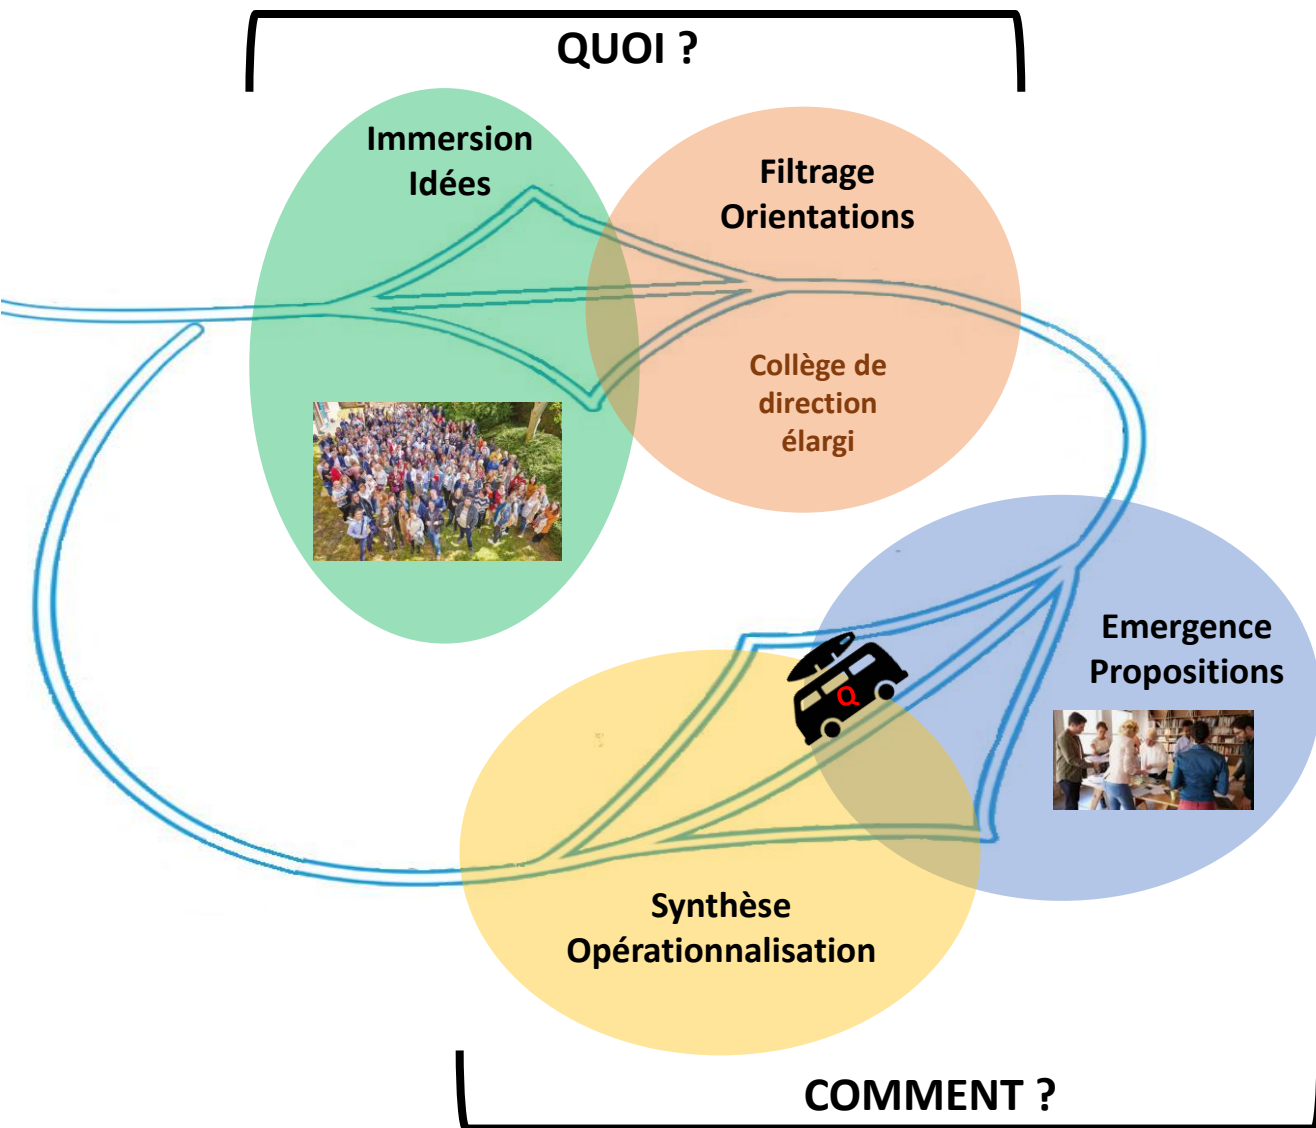 QUOI ?
Immersion
Idées
Filtrage
Orientations
Collège de
direction
élargi
Emergence
Propositions
Q
Synthèse
Opérationnalisation
COMMENT ?